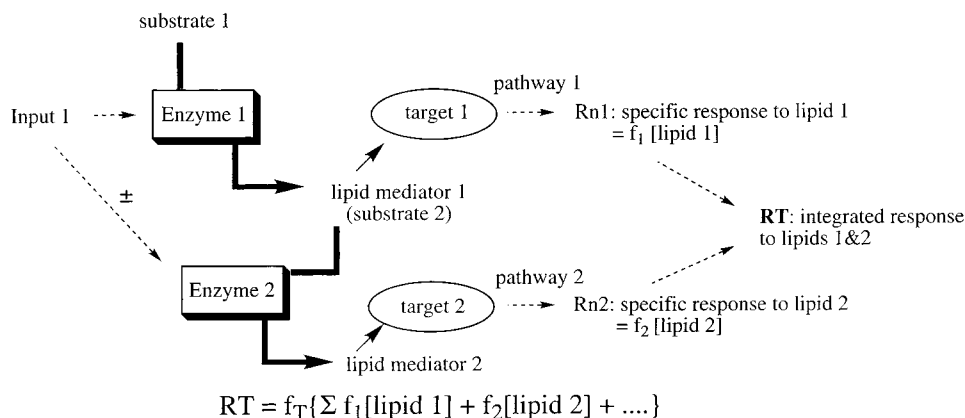 substrate 1
Input 1
Enzyme 1
target 1
pathway 1
Rn1: specific response to lipid 1
= f₁ [lipid 1]
±
lipid mediator 1
(substrate 2)
RT: integrated response
to lipids 1&2
Enzyme 2
target 2
pathway 2
Rn2: specific response to lipid 2
= f₂ [lipid 2]
lipid mediator 2
RT = f_T{Σ f₁[lipid 1] + f₂[lipid 2] + ....}